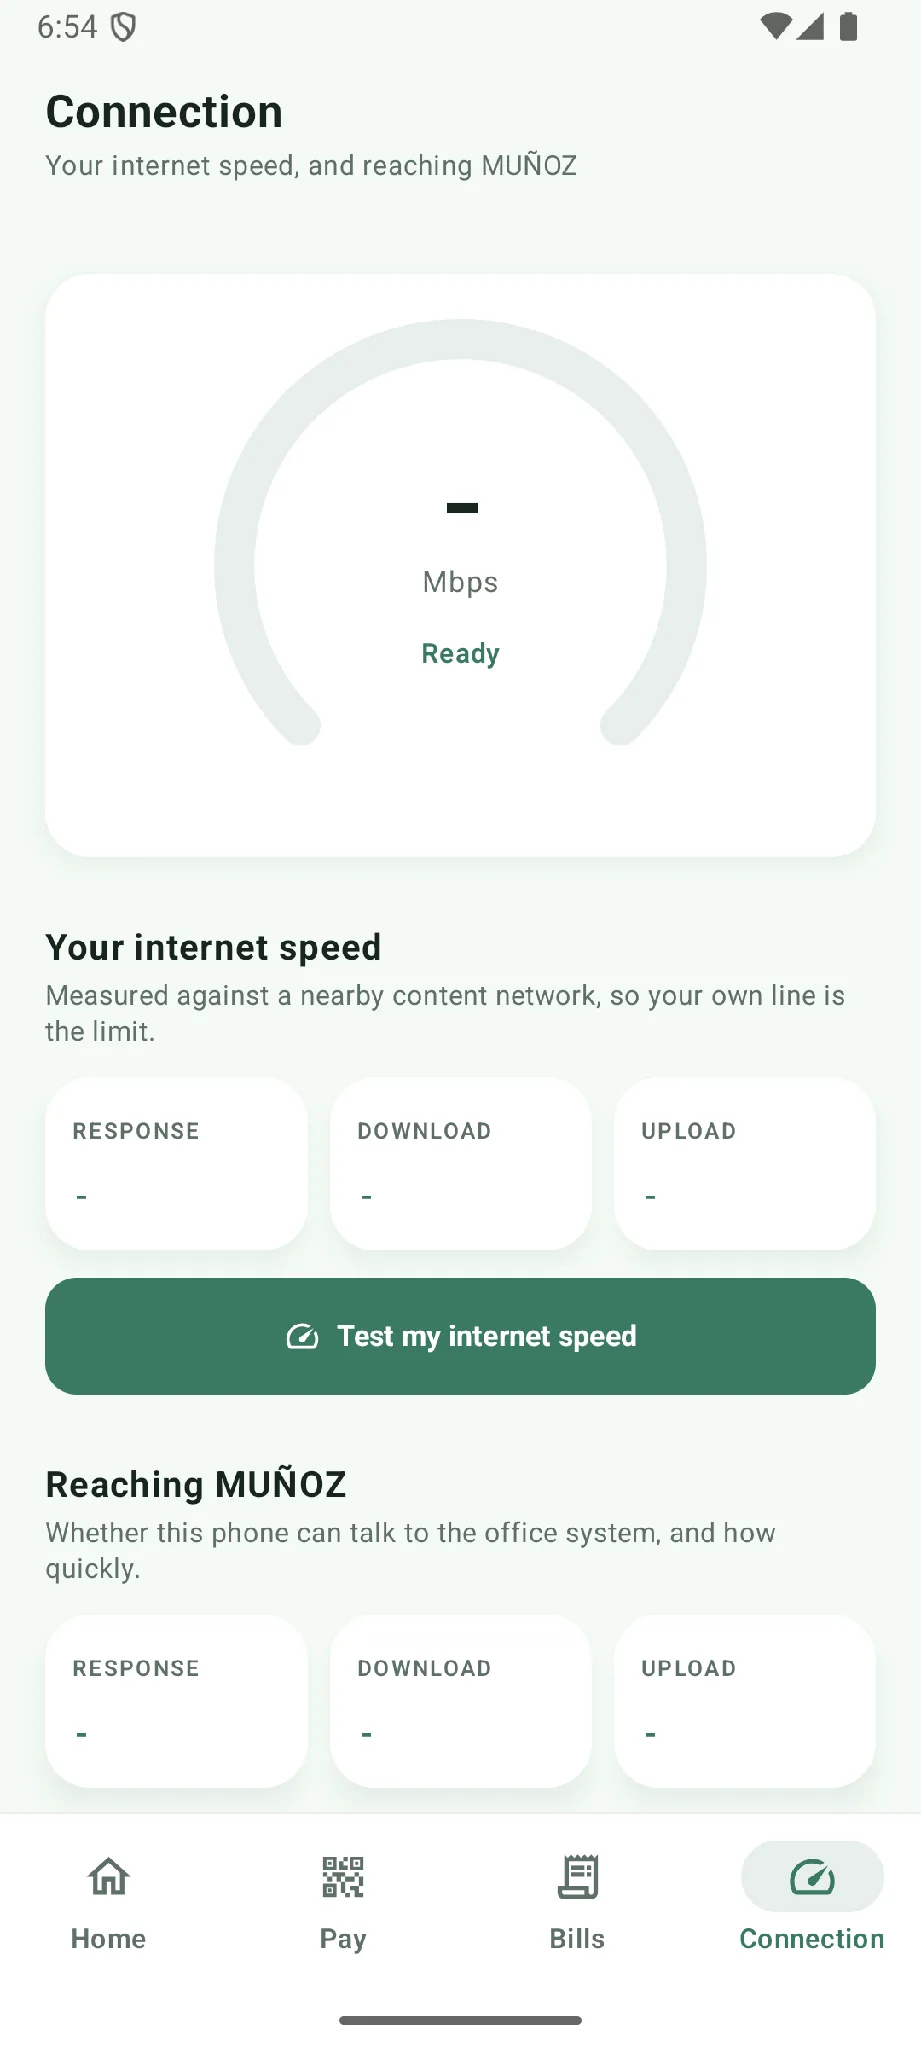 6:54
Connection
Your internet speed, and reaching MUÑOZ
-
Mbps
Ready
Your internet speed
Measured against a nearby content network, so your own line is
the limit.
RESPONSE
DOWNLOAD
UPLOAD
-
-
-
Test my internet speed
Reaching MUÑOZ
Whether this phone can talk to the office system, and how
quickly.
RESPONSE
DOWNLOAD
UPLOAD
-
-
-
Home
Pay
Bills
Connection